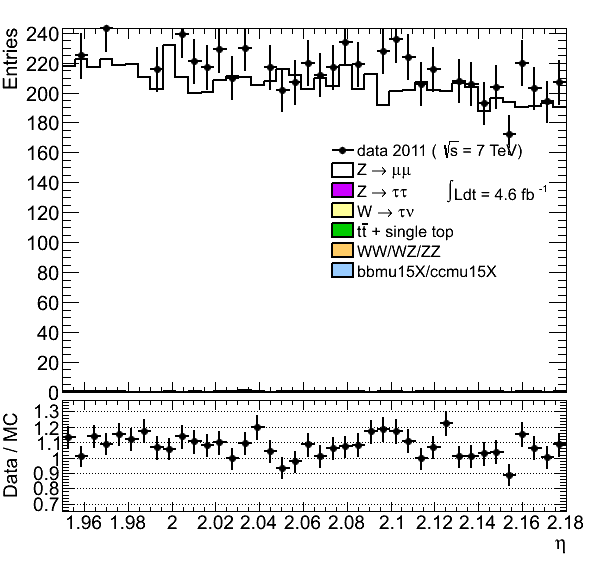 Entries
240
220
200
180
160
140
120
100
80
60
40
20
0
data 2011 ( √s = 7 TeV)
Z → μμ
Z → ττ
∫Ldt = 4.6 fb⁻¹
W → τν
tt̄ + single top
WW/WZ/ZZ
bbmu15X/ccmu15X
Data / MC
1.3
1.2
1.1
1
0.9
0.8
0.7
1.96 1.98 2 2.02 2.04 2.06 2.08 2.1 2.12 2.14 2.16 2.18
η